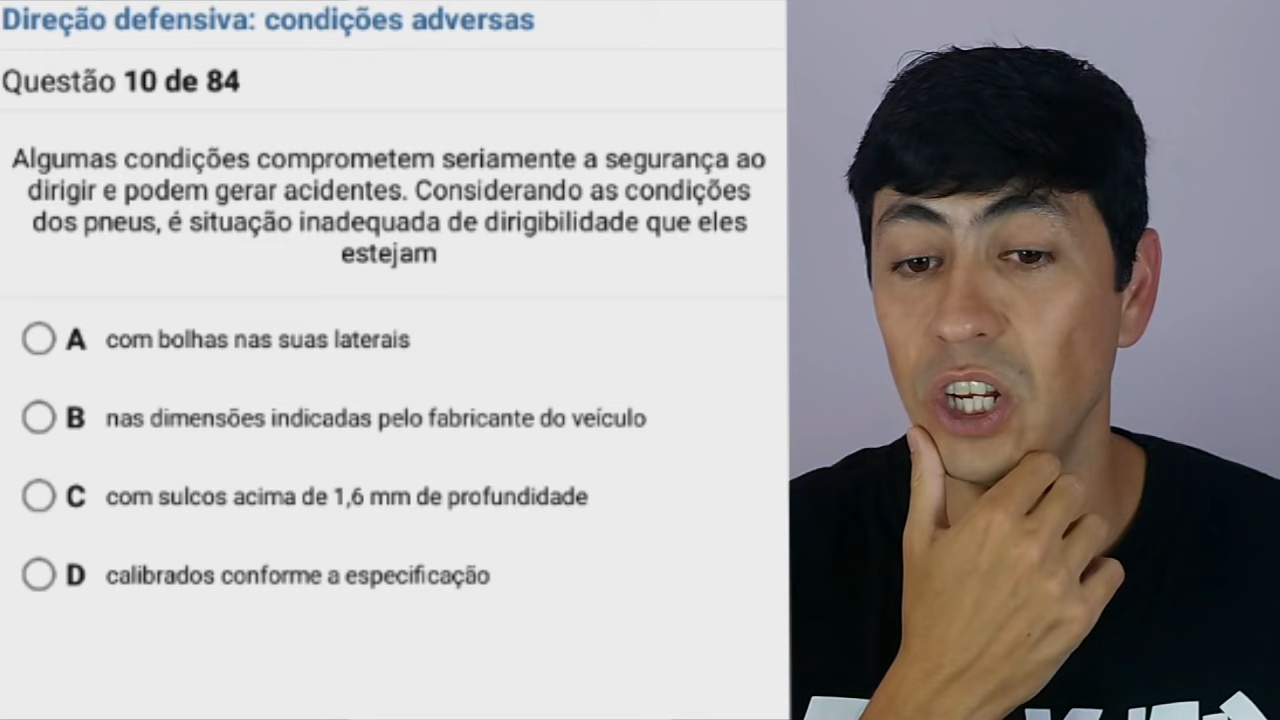 Direção defensiva: condições adversas
Questão 10 de 84
Algumas condições comprometem seriamente a segurança ao
dirigir e podem gerar acidentes. Considerando as condições
dos pneus, é situação inadequada de dirigibilidade que eles
estejam
A com bolhas nas suas laterais
B nas dimensões indicadas pelo fabricante do veículo
C com sulcos acima de 1,6 mm de profundidade
D calibrados conforme a especificação